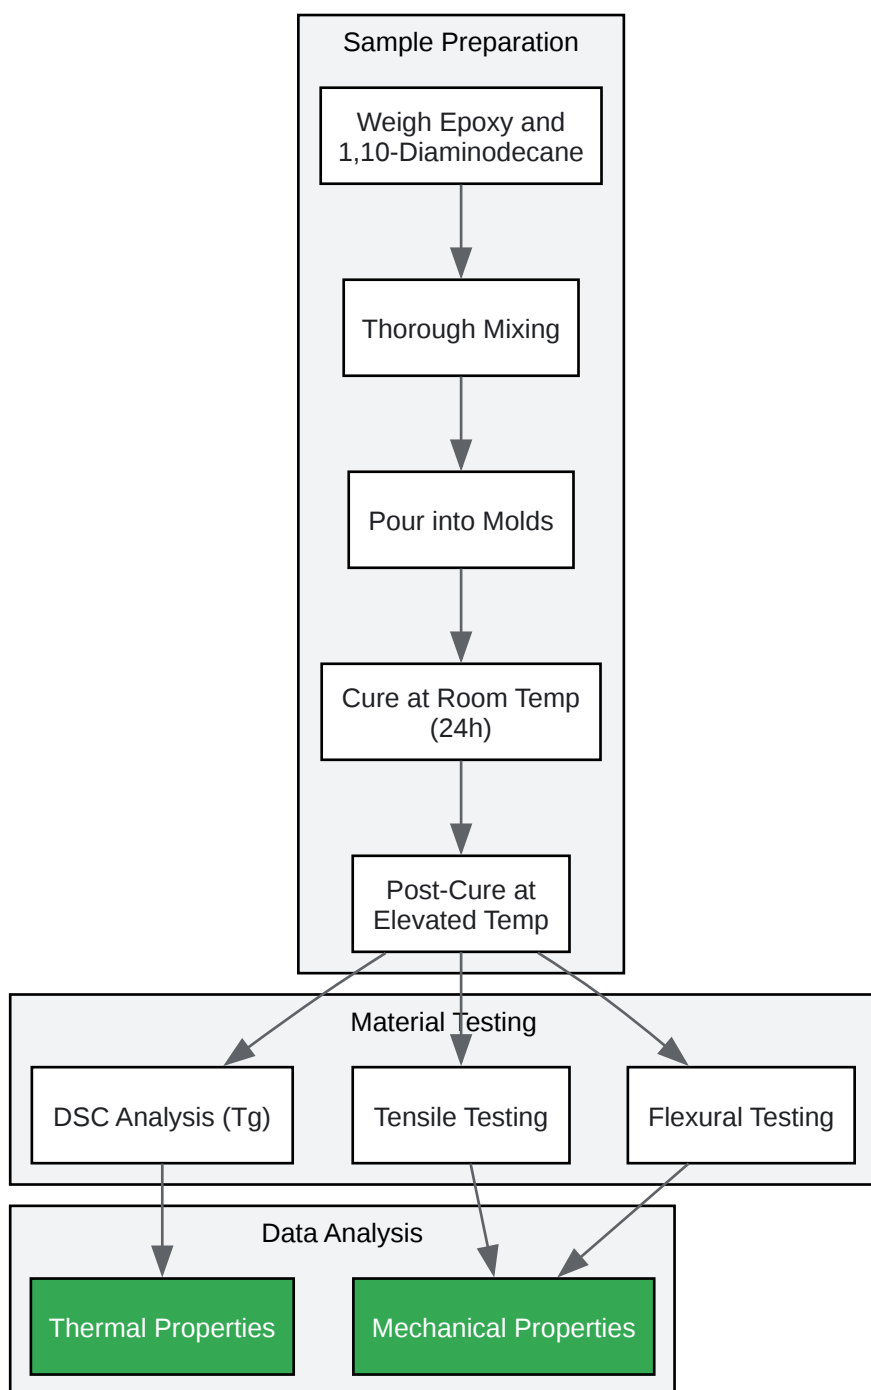 Sample Preparation
Weigh Epoxy and
1,10-Diaminodecane
Thorough Mixing
Pour into Molds
Cure at Room Temp
(24h)
Post-Cure at
Elevated Temp
Material Testing
DSC Analysis (Tg)
Tensile Testing
Flexural Testing
Data Analysis
Thermal Properties
Mechanical Properties